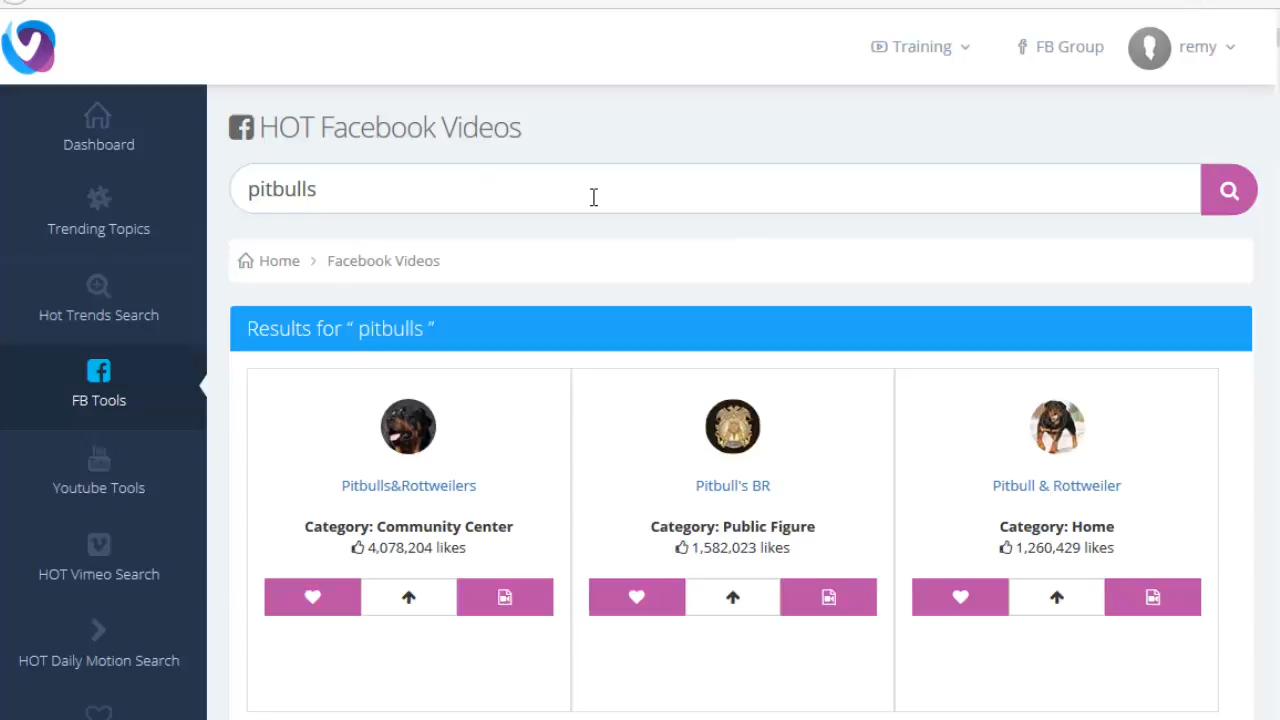 Training
FB Group
remy
Dashboard
Trending Topics
Hot Trends Search
FB Tools
Youtube Tools
HOT Vimeo Search
HOT Daily Motion Search
HOT Facebook Videos
pitbulls
Home > Facebook Videos
Results for “ pitbulls ”
Pitbulls&Rottweilers
Category: Community Center
4,078,204 likes
Pitbull's BR
Category: Public Figure
1,582,023 likes
Pitbull & Rottweiler
Category: Home
1,260,429 likes